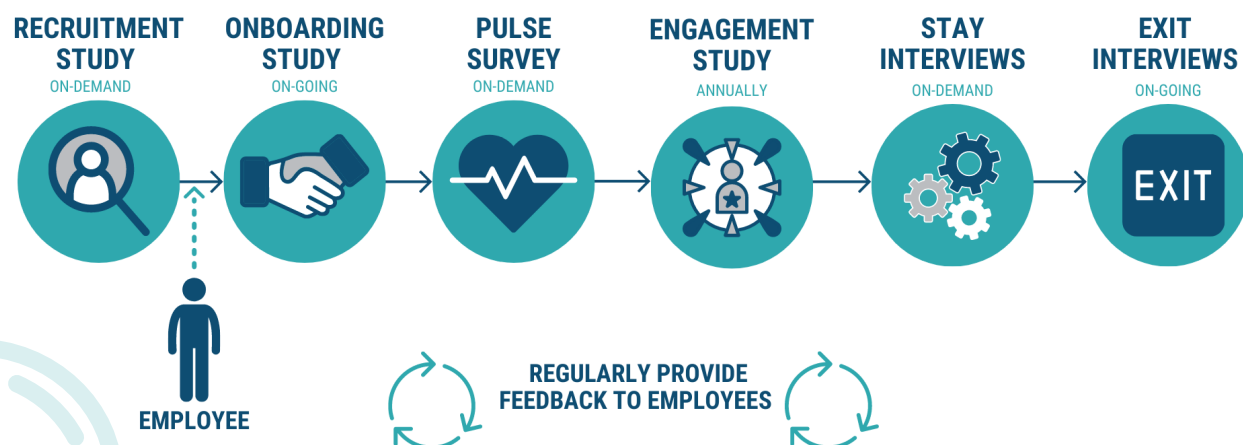 RECRUITMENT
STUDY
ON-DEMAND
ONBOARDING
STUDY
ON-GOING
PULSE
SURVEY
ON-DEMAND
ENGAGEMENT
STUDY
ANNUALLY
STAY
INTERVIEWS
ON-DEMAND
EXIT
INTERVIEWS
ON-GOING
EXIT
EMPLOYEE
REGULARLY PROVIDE
FEEDBACK TO EMPLOYEES